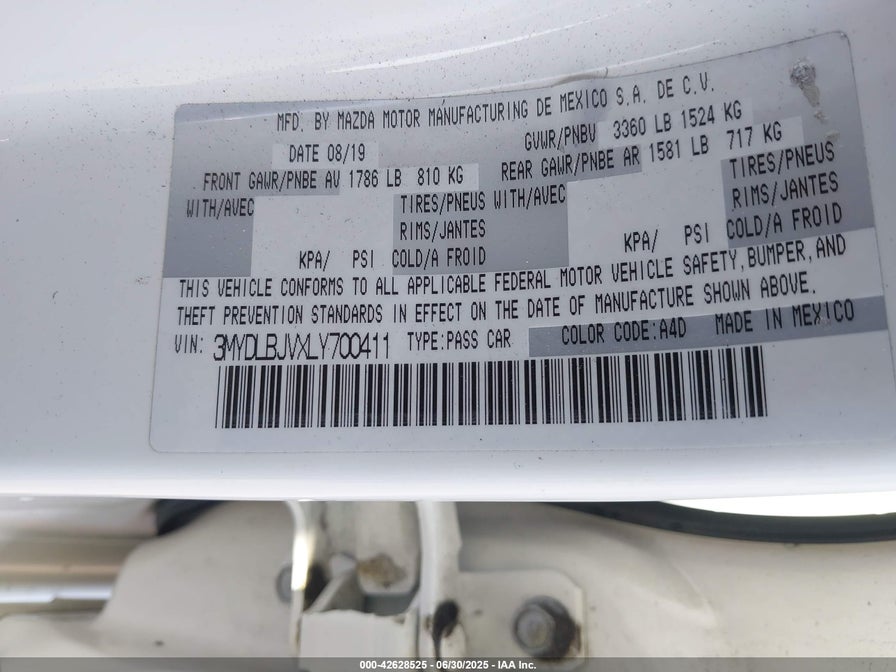 MFD. BY MAZDA MOTOR MANUFACTURING DE MEXICO S.A. DE C.V.
DATE 08/19 GVWR/PNBV 3360 LB 1524 KG
FRONT GAWR/PNBE AV 1786 LB 810 KG REAR GAWR/PNBE AR 1581 LB 717 KG
WITH/AVEC TIRES/PNEUS WITH/AVEC TIRES/PNEUS
RIMS/JANTES RIMS/JANTES
KPA/ PSI COLD/A FROID KPA/ PSI COLD/A FROID
THIS VEHICLE CONFORMS TO ALL APPLICABLE FEDERAL MOTOR VEHICLE SAFETY, BUMPER, AND
THEFT PREVENTION STANDARDS IN EFFECT ON THE DATE OF MANUFACTURE SHOWN ABOVE.
VIN: 3MYDLBJVXLY700411 TYPE:PASS CAR COLOR CODE:A4D MADE IN MEXICO
000-42628525 - 06/30/2025 - IAA Inc.